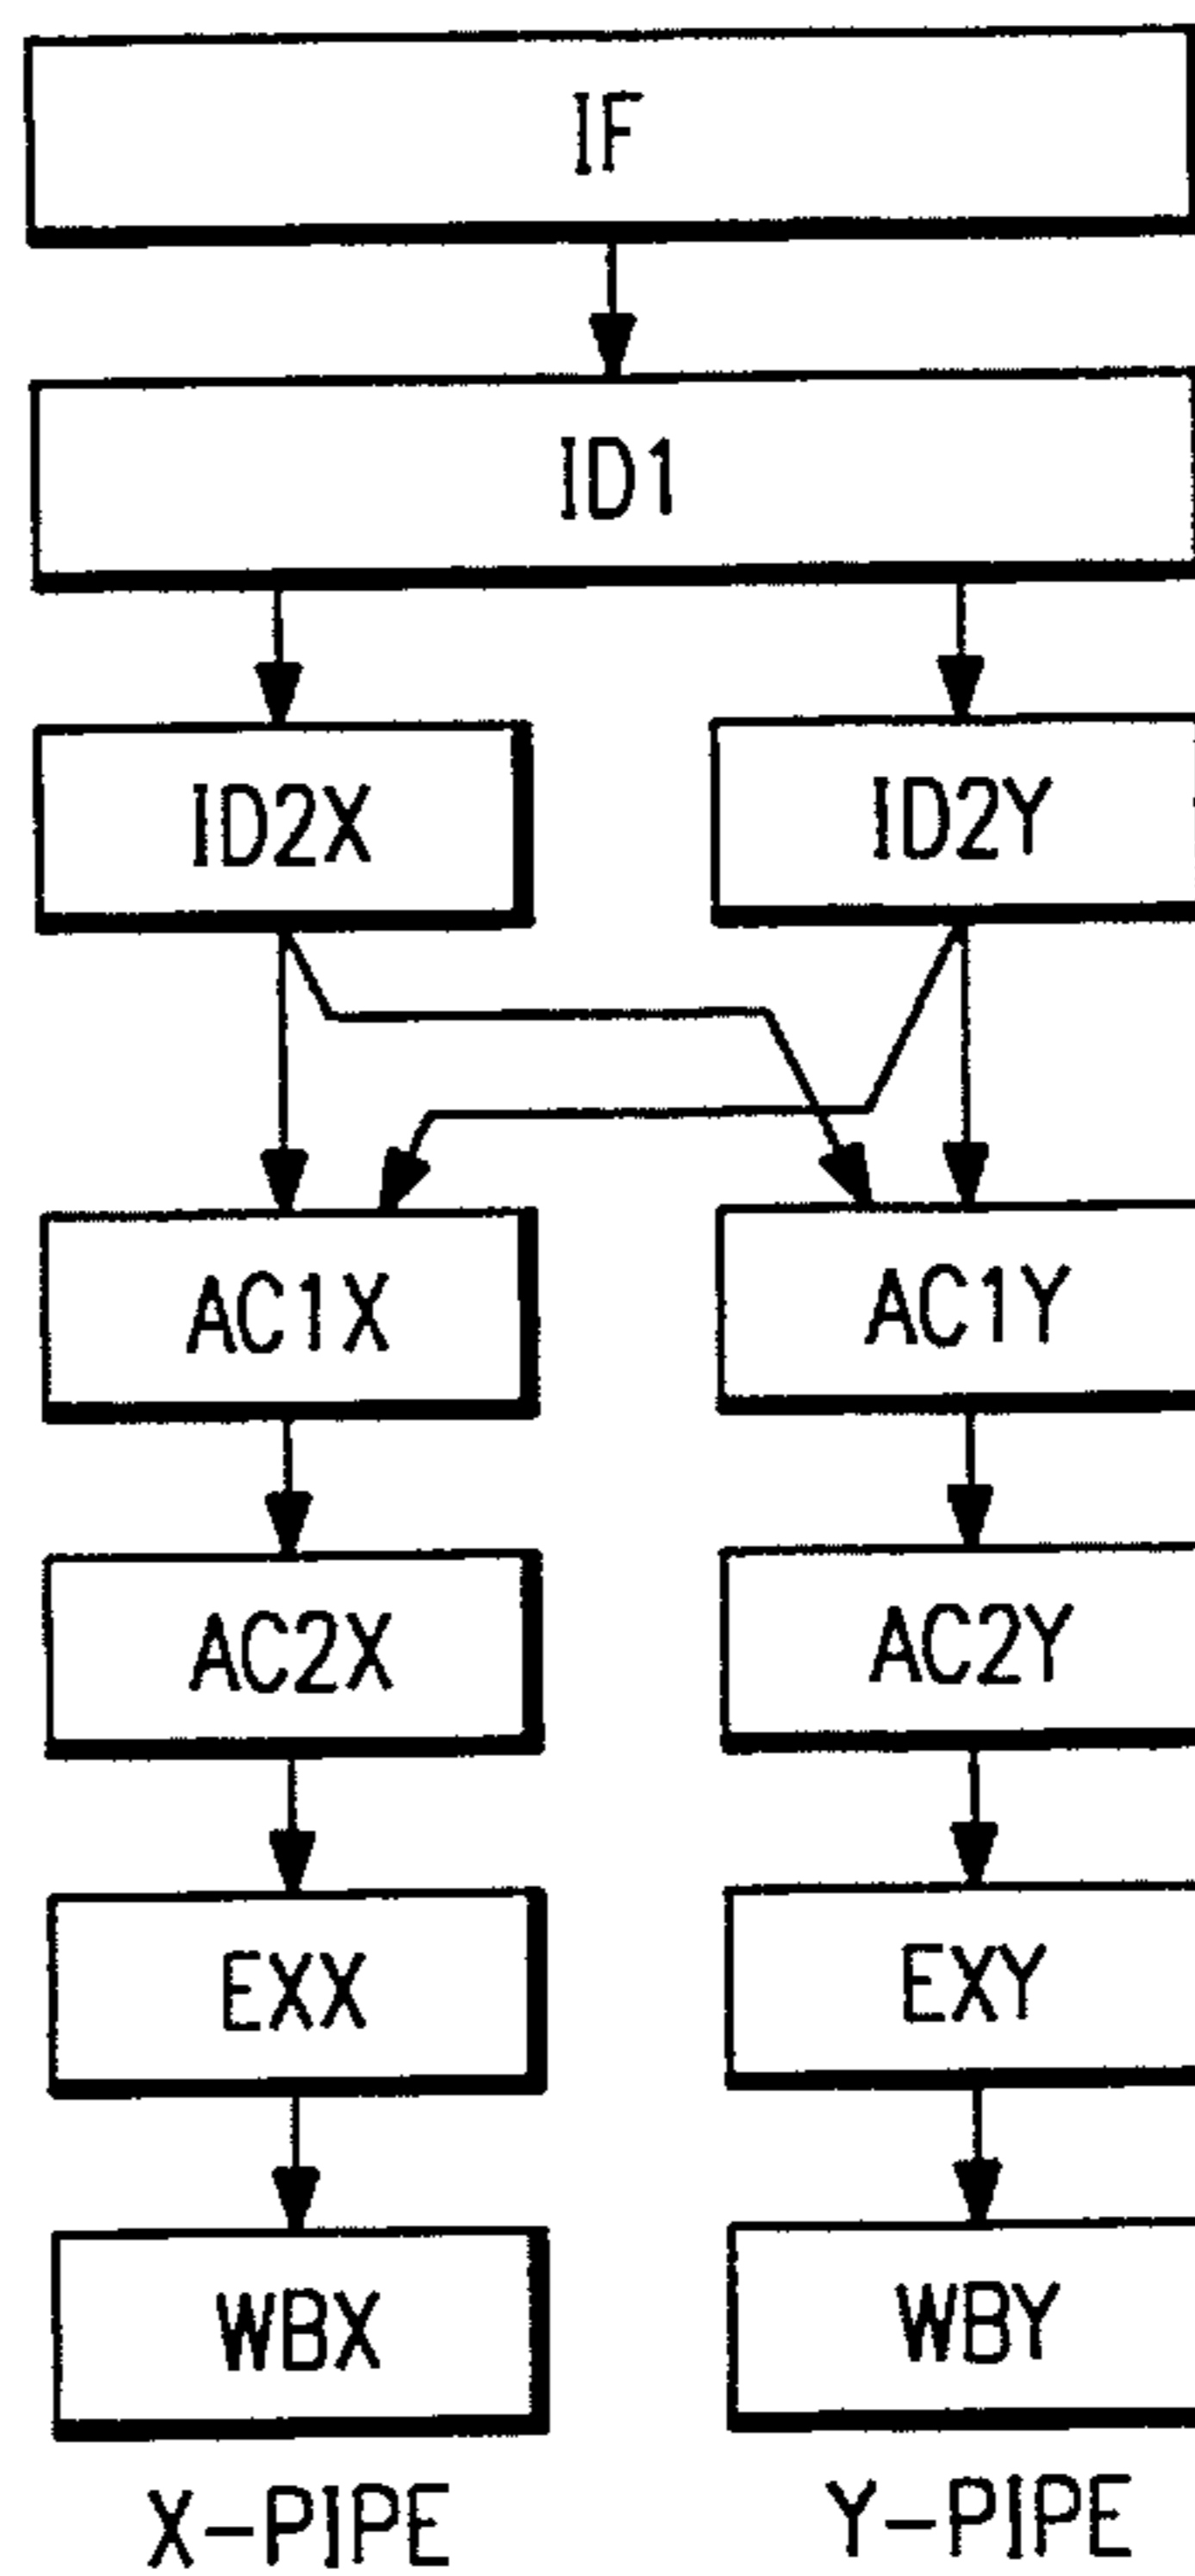 IF
ID1
ID2X ID2Y
AC1X AC1Y
AC2X AC2Y
EXX EXY
WBX WBY
X-PIPE Y-PIPE